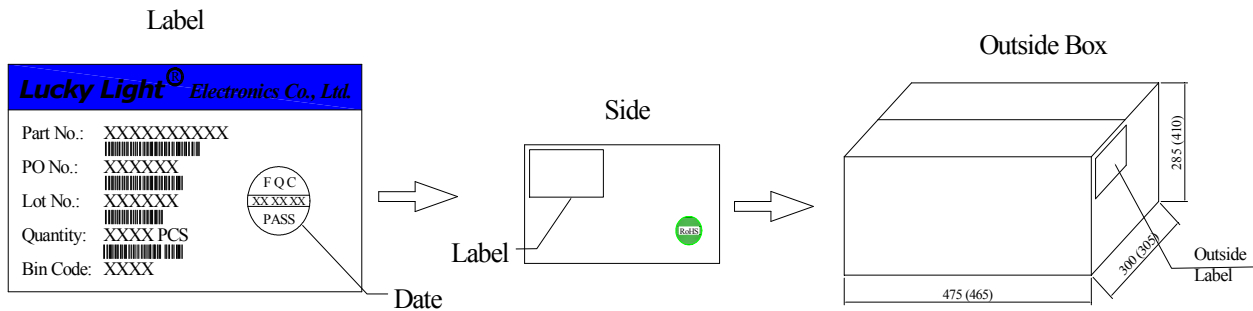 Label
Lucky Light® Electronics Co., Ltd.
Part No.: XXXXXXXXXX
PO No.: XXXXXX
Lot No.: XXXXXX
Quantity: XXXX PCS
Bin Code: XXXX
F Q C
XX XX XX
PASS
Date
Side
Label
RoHS
Outside Box
285 (410)
300 (305)
475 (465)
Outside
Label